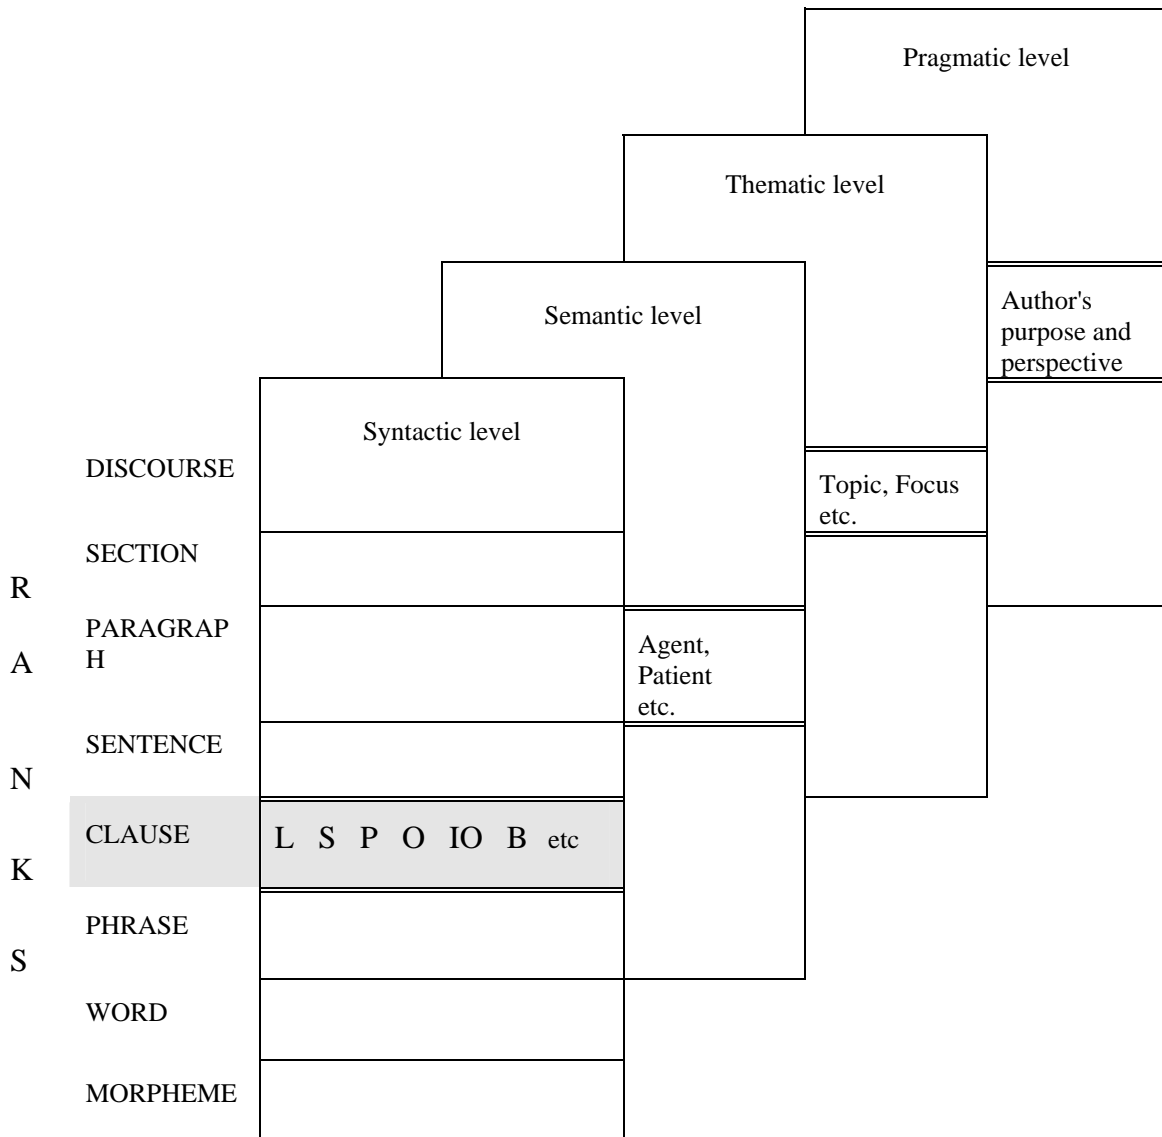 Pragmatic level
Thematic level
Semantic level
Author's
purpose and
perspective
Syntactic level
DISCOURSE
Topic, Focus
etc.
SECTION
R
PARAGRAP
H
A
Agent,
Patient
etc.
SENTENCE
N
CLAUSE
L S P O IO B etc
K
PHRASE
S
WORD
MORPHEME